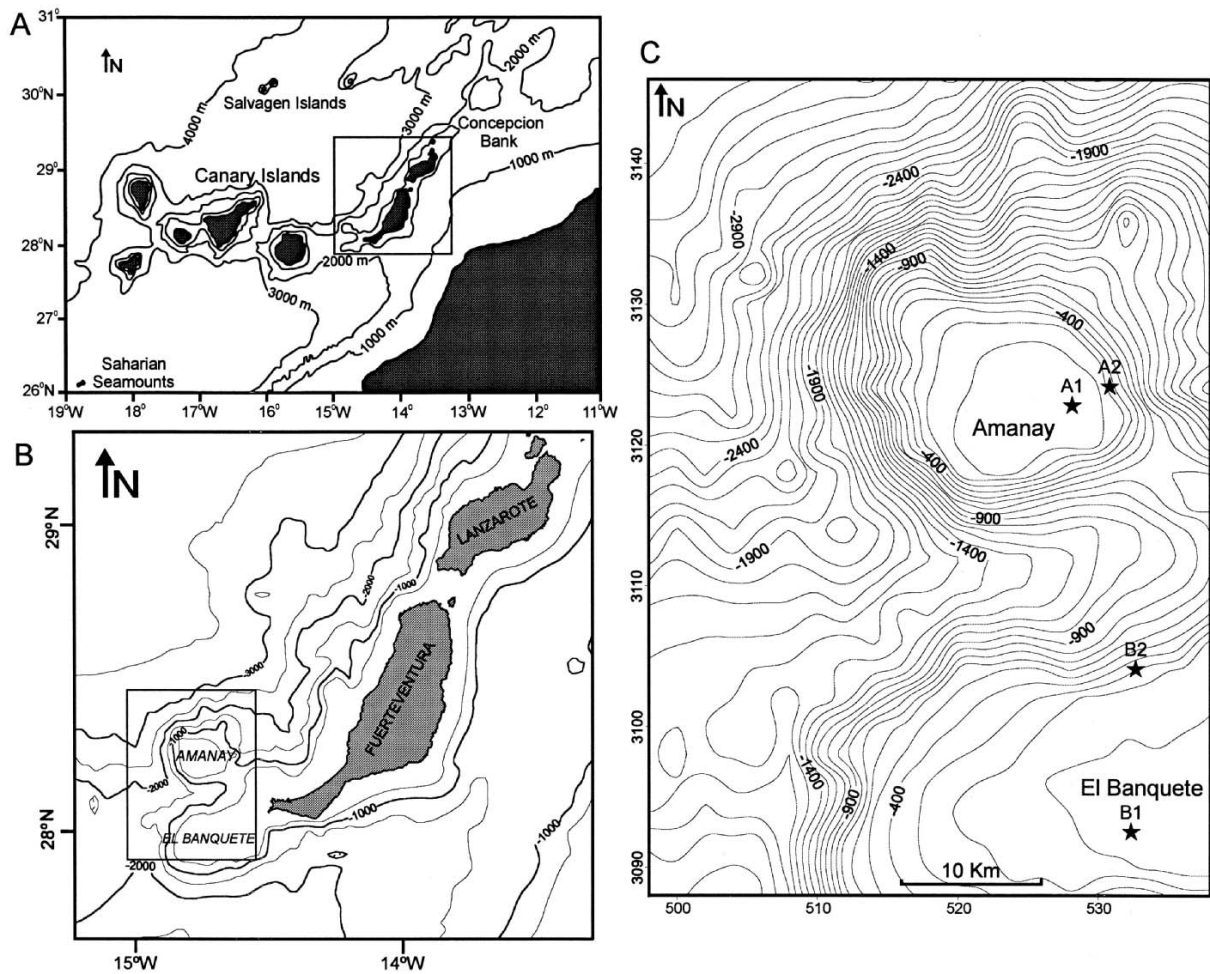 A
N
31°
30°N
29°
28°N
27°
26°N
19°W
18°
17°W
16°
15°W
14°
13°W
12°
11°W
4000 m
Salvagen Islands
3000 m
2000 m
Concepcion
Bank
1000 m
Canary Islands
2000 m
3000 m
1000 m
Saharian
Seamounts
B
N
29°N
28°N
15°W
14°W
LANZAROTE
FUERTEVENTURA
-2000
-1000
-3000
-1000
AMANAY
-2000
EL BANQUETE
-2000
-1000
-1000
C
N
3140
3130
3120
3110
3100
3090
500
510
520
530
-1900
-2400
-2900
-1400
-900
-400
A2
A1
Amanay
-1900
-2400
-400
-900
-1400
-1900
-900
B2
-1400
-900
-400
El Banquete
B1
10 Km